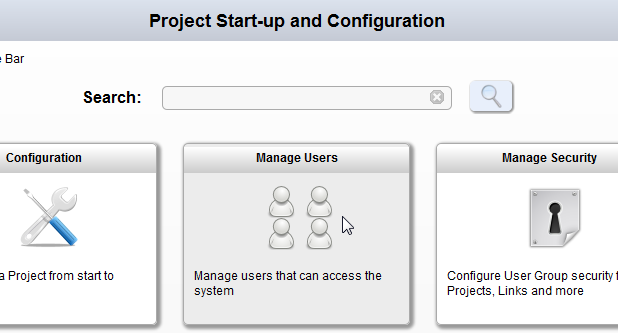 Project Start-up and Configuration
Bar
Search:
Configuration
Manage Users
Manage Security
a Project from start to
Manage users that can access the
system
Configure User Group security
Projects, Links and more